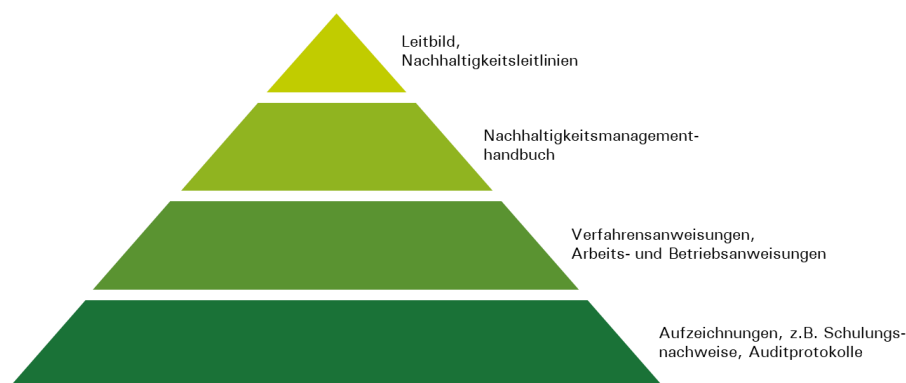 Leitbild,
Nachhaltigkeitsleitlinien
Nachhaltigkeitsmanagement-
handbuch
Verfahrensanweisungen,
Arbeits- und Betriebsanweisungen
Aufzeichnungen, z.B. Schulungs-
nachweise, Auditprotokolle